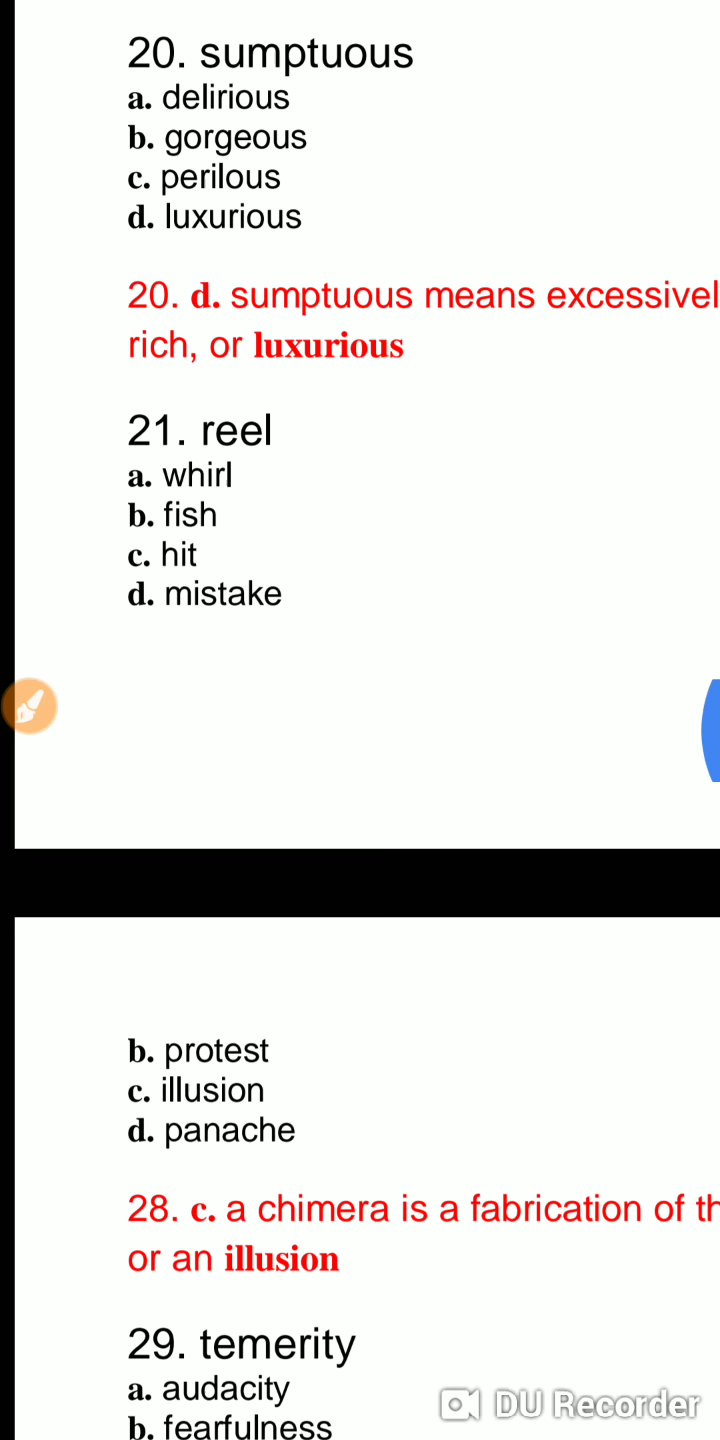 20. sumptuous
a. delirious
b. gorgeous
c. perilous
d. luxurious
20. d. sumptuous means excessivel
rich, or luxurious
21. reel
a. whirl
b. fish
c. hit
d. mistake
b. protest
c. illusion
d. panache
28. c. a chimera is a fabrication of th
or an illusion
29. temerity
a. audacity
b. fearfulness
DU Recorder